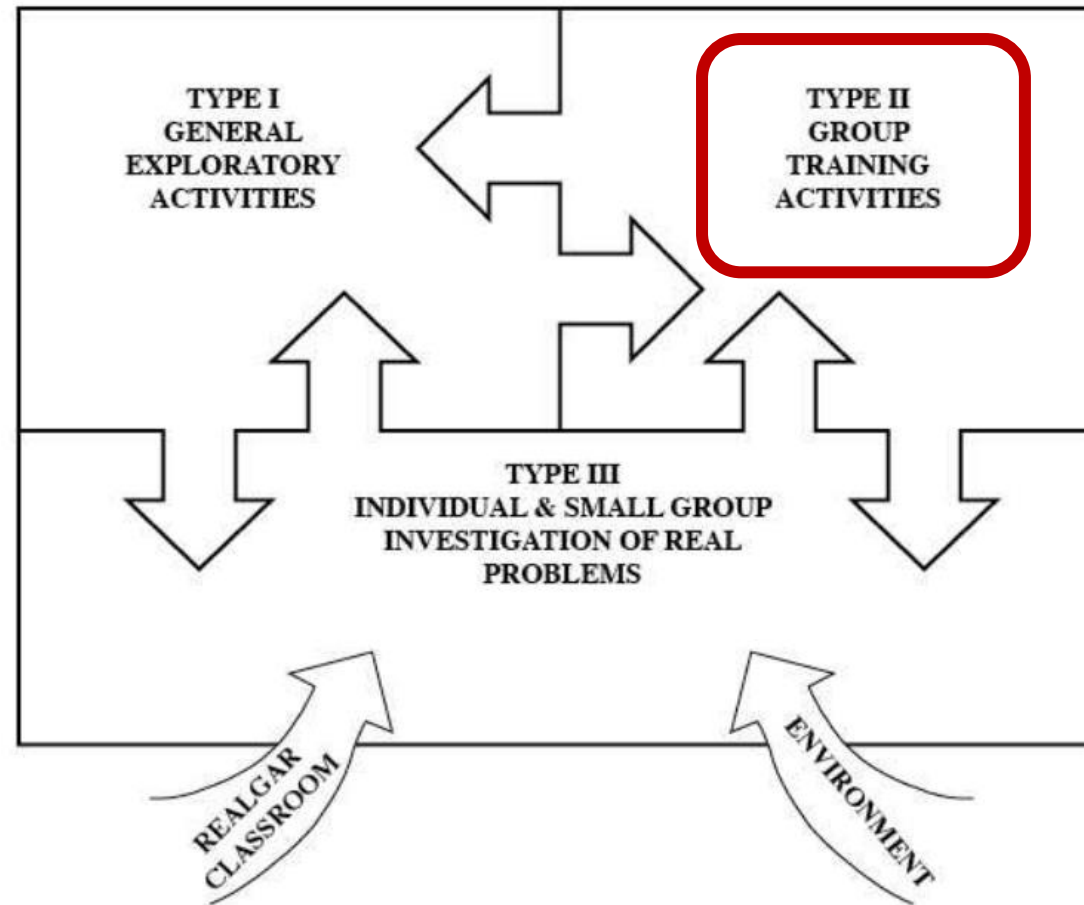 TYPE I
GENERAL
EXPLORATORY
ACTIVITIES
TYPE II
GROUP
TRAINING
ACTIVITIES
TYPE III
INDIVIDUAL & SMALL GROUP
INVESTIGATION OF REAL
PROBLEMS
REALGAR
CLASSROOM
ENVIRONMENT